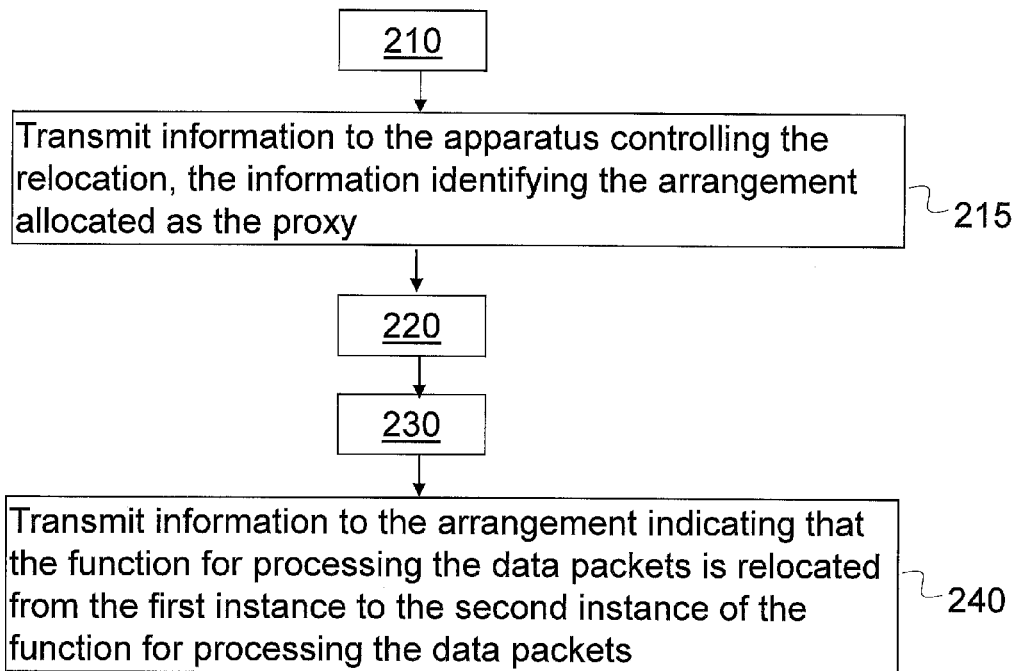 210
Transmit information to the apparatus controlling the
relocation, the information identifying the arrangement
allocated as the proxy
215
220
230
Transmit information to the arrangement indicating that
the function for processing the data packets is relocated
from the first instance to the second instance of the
function for processing the data packets
240